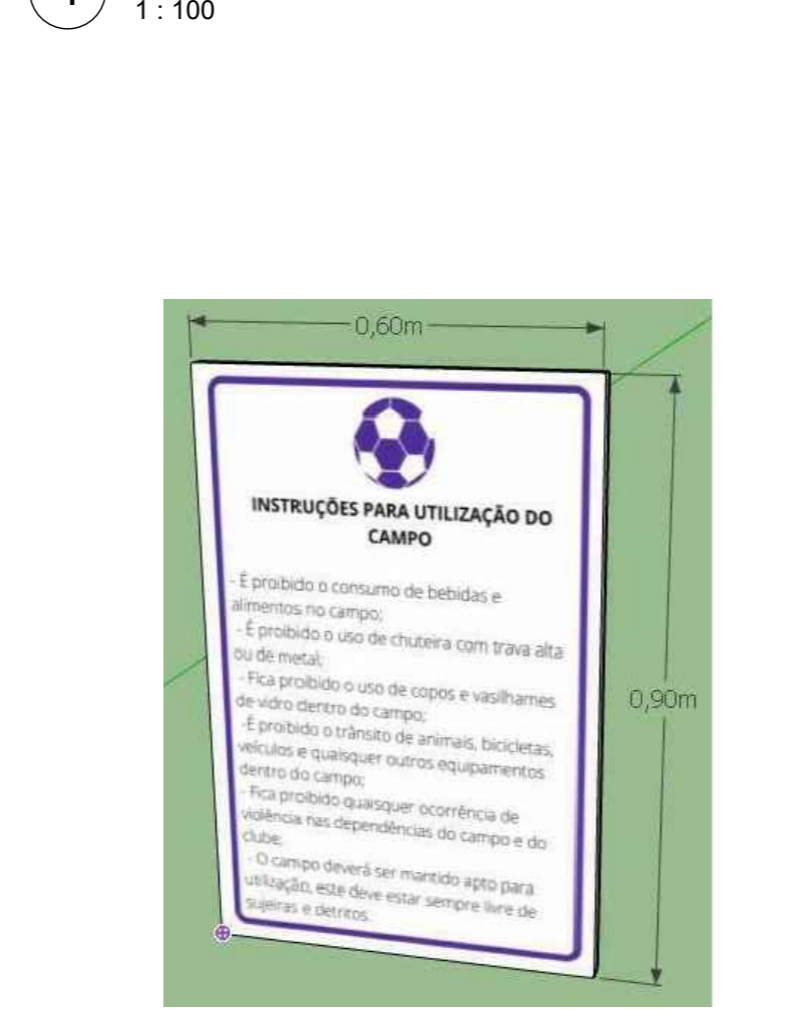 1 : 100
0,60m
INSTRUÇÕES PARA UTILIZAÇÃO DO
CAMPO
- É proibido o consumo de bebidas e
alimentos no campo;
- É proibido o uso de chuteira com trava alta
ou de metal;
- Fica proibido o uso de copos e vasilhames
de vidro dentro do campo;
-É proibido o trânsito de animais, bicicletas,
veículos e quaisquer outros equipamentos
dentro do campo;
- Fica proibido quaisquer ocorrência de
violência nas dependências do campo e do
clube;
- O campo deverá ser mantido apto para
utilização, este deve estar sempre livre de
sujeiras e detritos.
0,90m